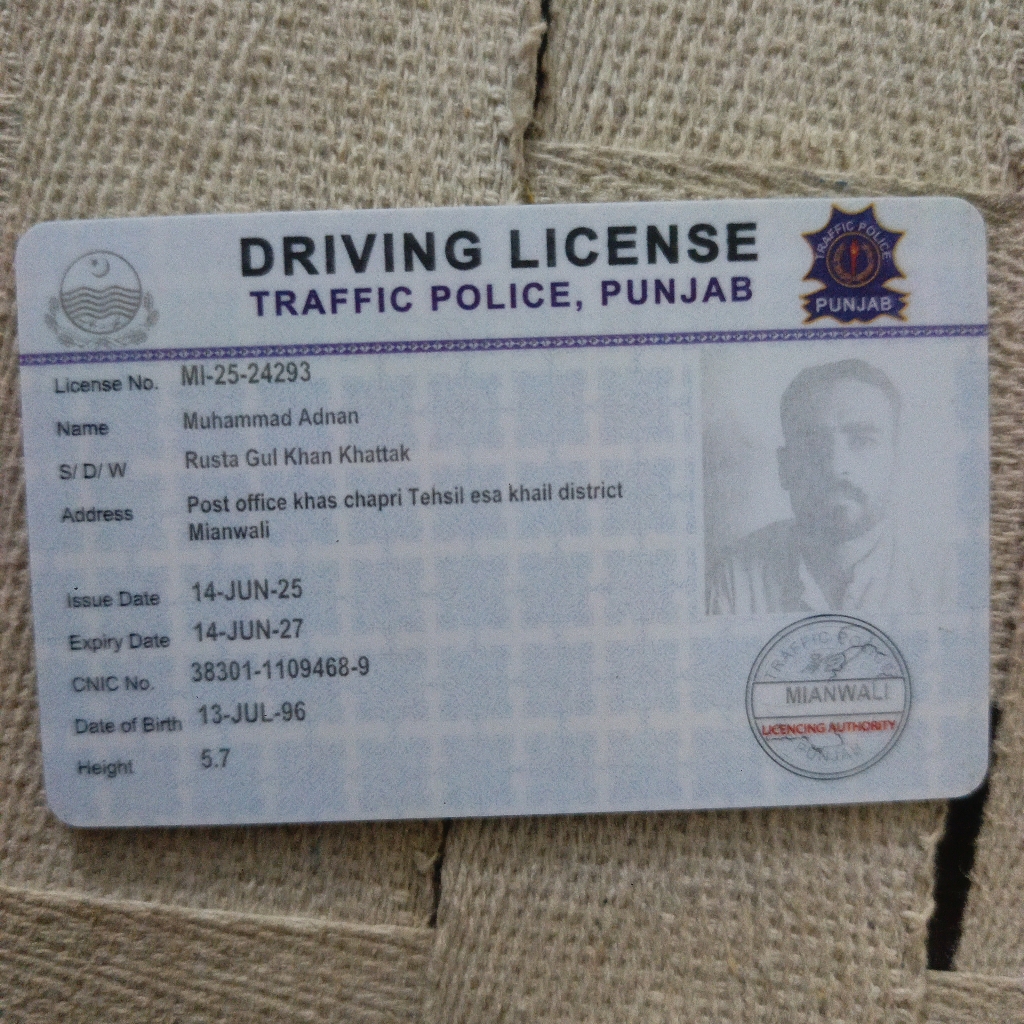 DRIVING LICENSE
TRAFFIC POLICE, PUNJAB
TRAFFIC POLICE
PUNJAB
License No. MI-25-24293
Name Muhammad Adnan
S/ D/ W Rusta Gul Khan Khattak
Address Post office khas chapri Tehsil esa khail district
Mianwali
Issue Date 14-JUN-25
Expiry Date 14-JUN-27
CNIC No. 38301-1109468-9
Date of Birth 13-JUL-96
Height 5.7
TRAFFIC POLICE
MIANWALI
LICENCING AUTHORITY
PUNJAB